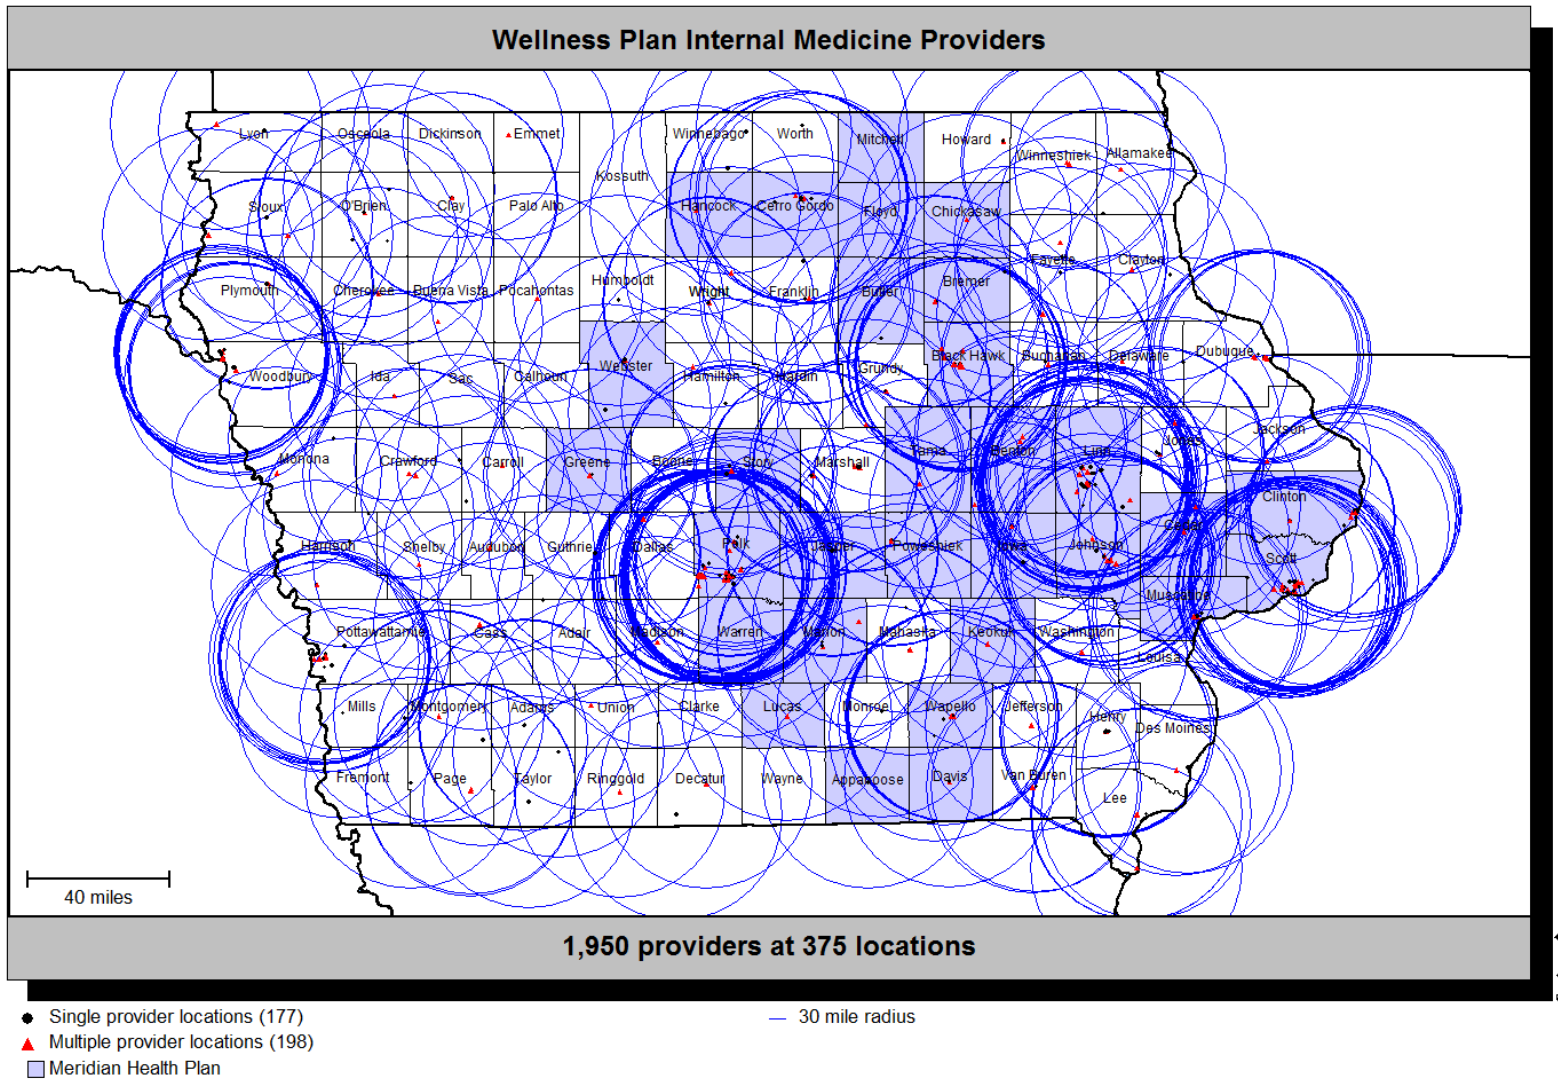 Wellness Plan Internal Medicine Providers
Lyon Osceola Dickinson Emmet Winnebago Worth Mitchell Howard Winneshiek Allamakee
Kossuth
Sioux O'Brien Clay Palo Alto Hancock Cerro Gordo Floyd Chickasaw
Fayette Clayton
Plymouth Cherokee Buena Vista Pocahontas Humboldt Wright Franklin Butler Bremer
Woodbury Ida Sac Calhoun Webster Hamilton Hardin Grundy Black Hawk Buchanan Delaware Dubuque
Jackson
Monona Crawford Carroll Greene Boone Story Marshall Tama Benton Linn Jones
Clinton
Harrison Shelby Audubon Guthrie Dallas Polk Jasper Poweshiek Iowa Johnson Cedar
Scott
Muscatine
Pottawattamie Cass Adair Madison Warren Marion Mahaska Keokuk Washington
Louisa
Mills Montgomery Adams Union Clarke Lucas Monroe Wapello Jefferson Henry Des Moines
Fremont Page Taylor Ringgold Decatur Wayne Appanoose Davis Van Buren Lee
40 miles
1,950 providers at 375 locations
Single provider locations (177)
30 mile radius
Multiple provider locations (198)
Meridian Health Plan